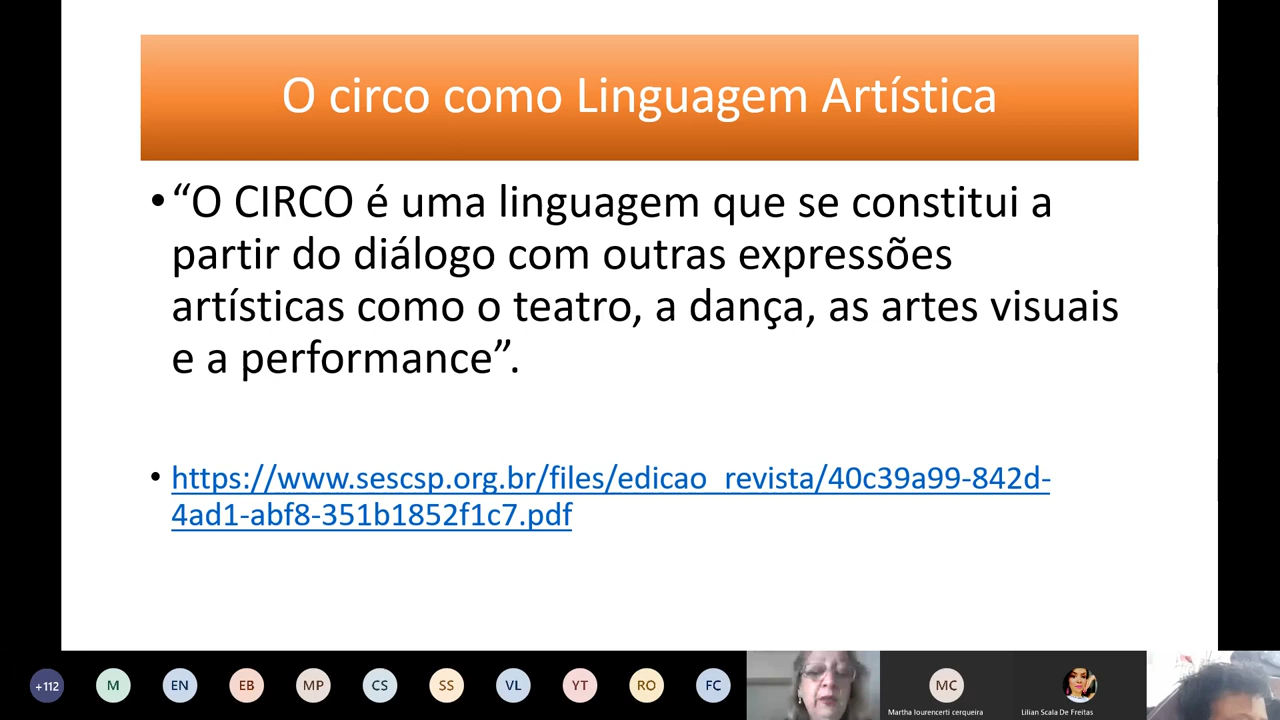 O circo como Linguagem Artística
•“O CIRCO é uma linguagem que se constitui a
partir do diálogo com outras expressões
artísticas como o teatro, a dança, as artes visuais
e a performance”.
• https://www.sescsp.org.br/files/edicao_revista/40c39a99-842d-
4ad1-abf8-351b1852f1c7.pdf
+112 M EN EB MP CS SS VL YT RO FC MC
Martha lourencerti cerqueira Lilian Scala De Freitas